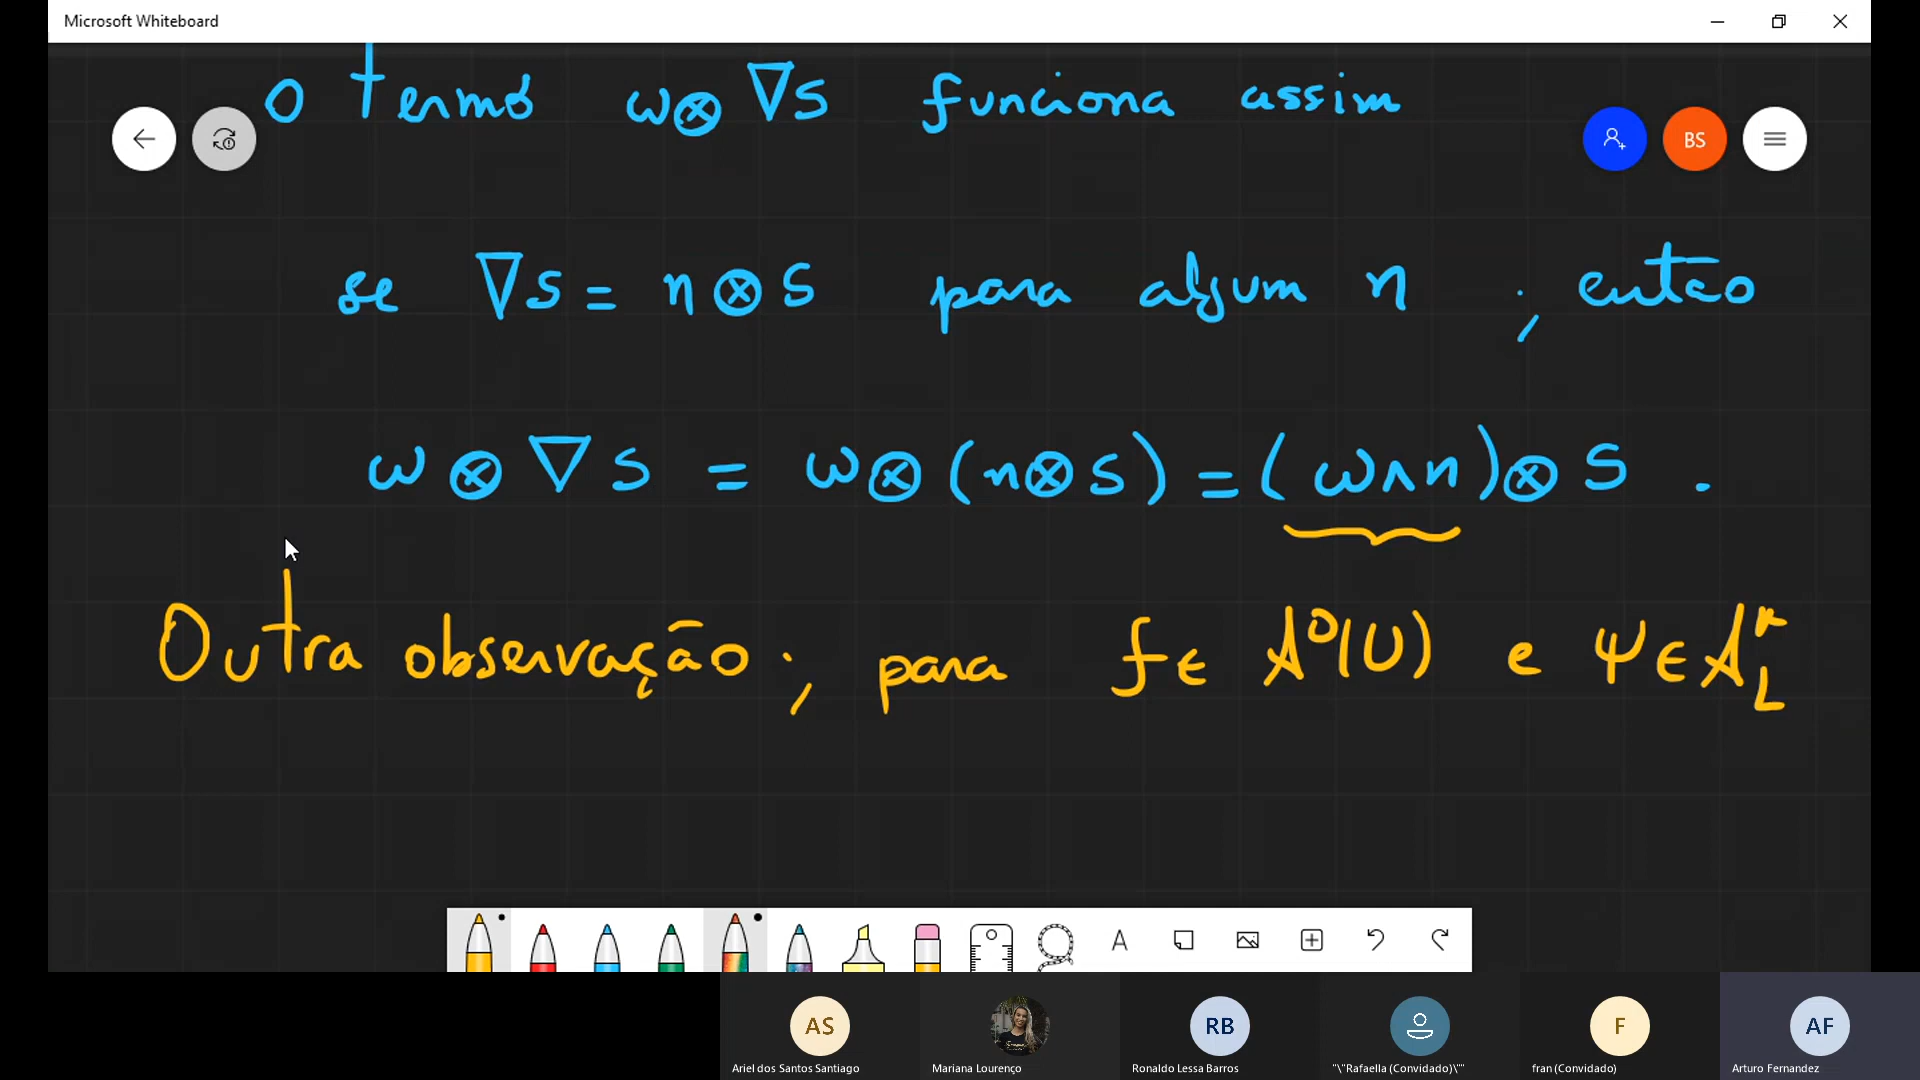 Microsoft Whiteboard
O termo ω⊗∇s funciona assim
BS
se ∇s = η⊗s para algum η ; então
ω⊗∇s = ω⊗(η⊗s) = (ω∧η)⊗s .
Outra observação ; para f∈ A⁰(U) e Ψ∈A_L^k
A
AS RB F AF
Ariel dos Santos Santiago Mariana Lourenço Ronaldo Lessa Barros "\"Rafaella (Convidado)\"" fran (Convidado) Arturo Fernandez